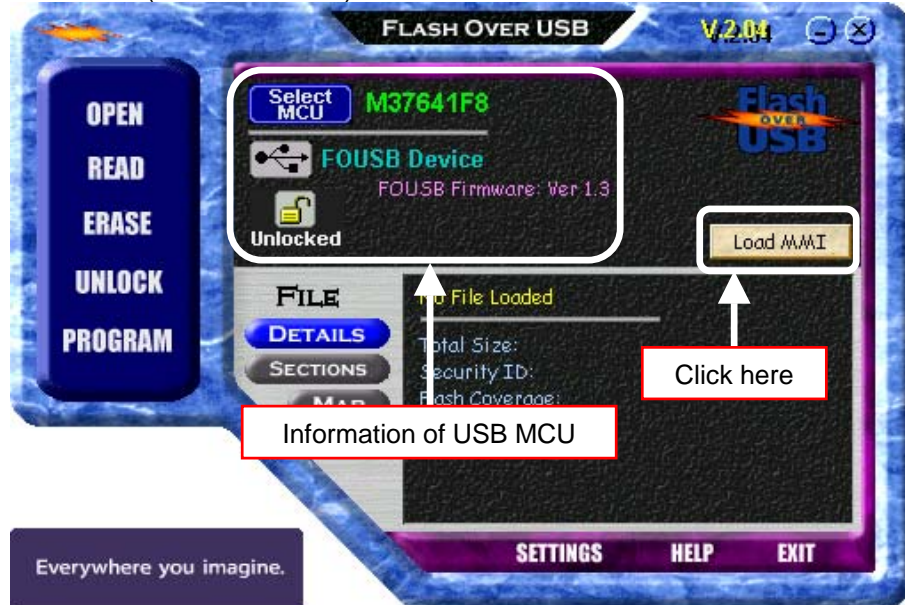 FLASH OVER USB
V.2.04
OPEN
READ
ERASE
UNLOCK
PROGRAM
Select
MCU
M37641F8
FOUSB Device
FOUSB Firmware: Ver 1.3
Unlocked
Flash
OVER
USB
Load MMI
FILE
DETAILS
SECTIONS
MAP
No File Loaded
Total Size:
Security ID:
Flash Coverage:
Click here
Information of USB MCU
SETTINGS HELP EXIT
Everywhere you imagine.